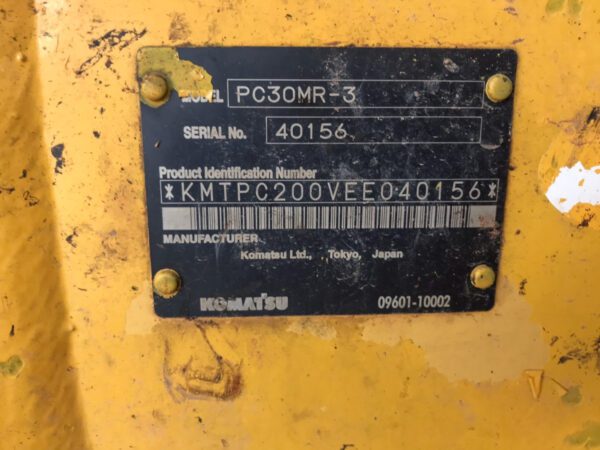 MODEL PC30MR-3
SERIAL No. 40156
Product Identification Number
*KMTPC200VEE040156*
MANUFACTURER
Komatsu Ltd., Tokyo, Japan
KOMATSU 09601-10002